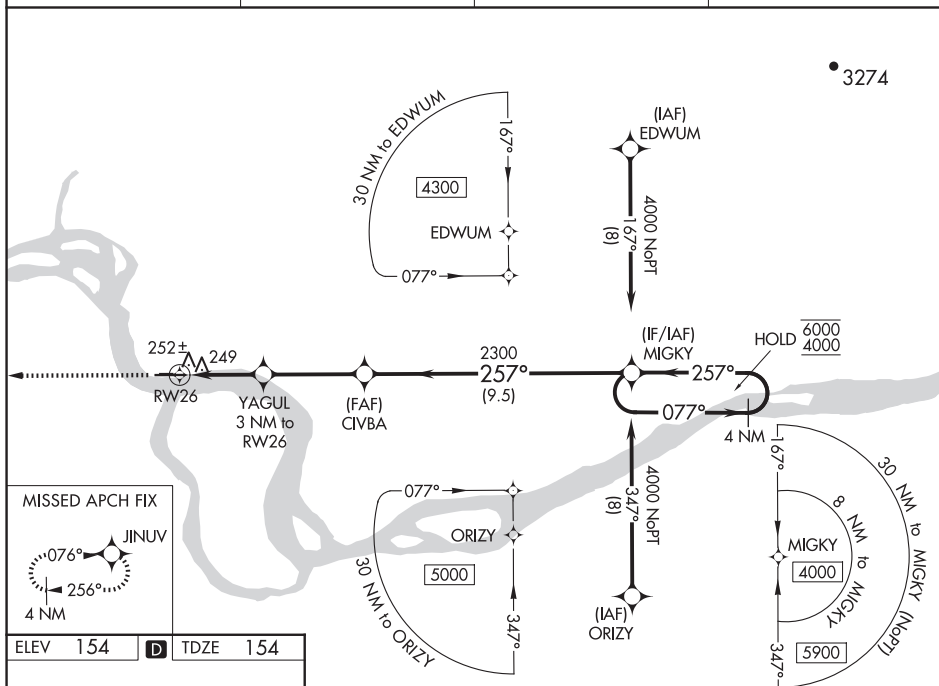 3274
30 NM to EDWUM
167°
4300
EDWUM
077°
(IAF)
EDWUM
4000 NoPT
167°
(8)
252± 249
RW26
YAGUL
3 NM to
RW26
(FAF)
CIVBA
2300
257°
(9.5)
(IF/IAF)
MIGKY
HOLD 6000
4000
257°
077°
4 NM
MISSED APCH FIX
JINUV
076°
256°
4 NM
077°
ORIZY
5000
347°
30 NM to ORIZY
4000 NoPT
347°
(8)
(IAF)
ORIZY
167°
30 NM to MIGKY (NoPT)
8 NM to MIGKY
MIGKY
4000
347°
5900
ELEV 154 D TDZE 154